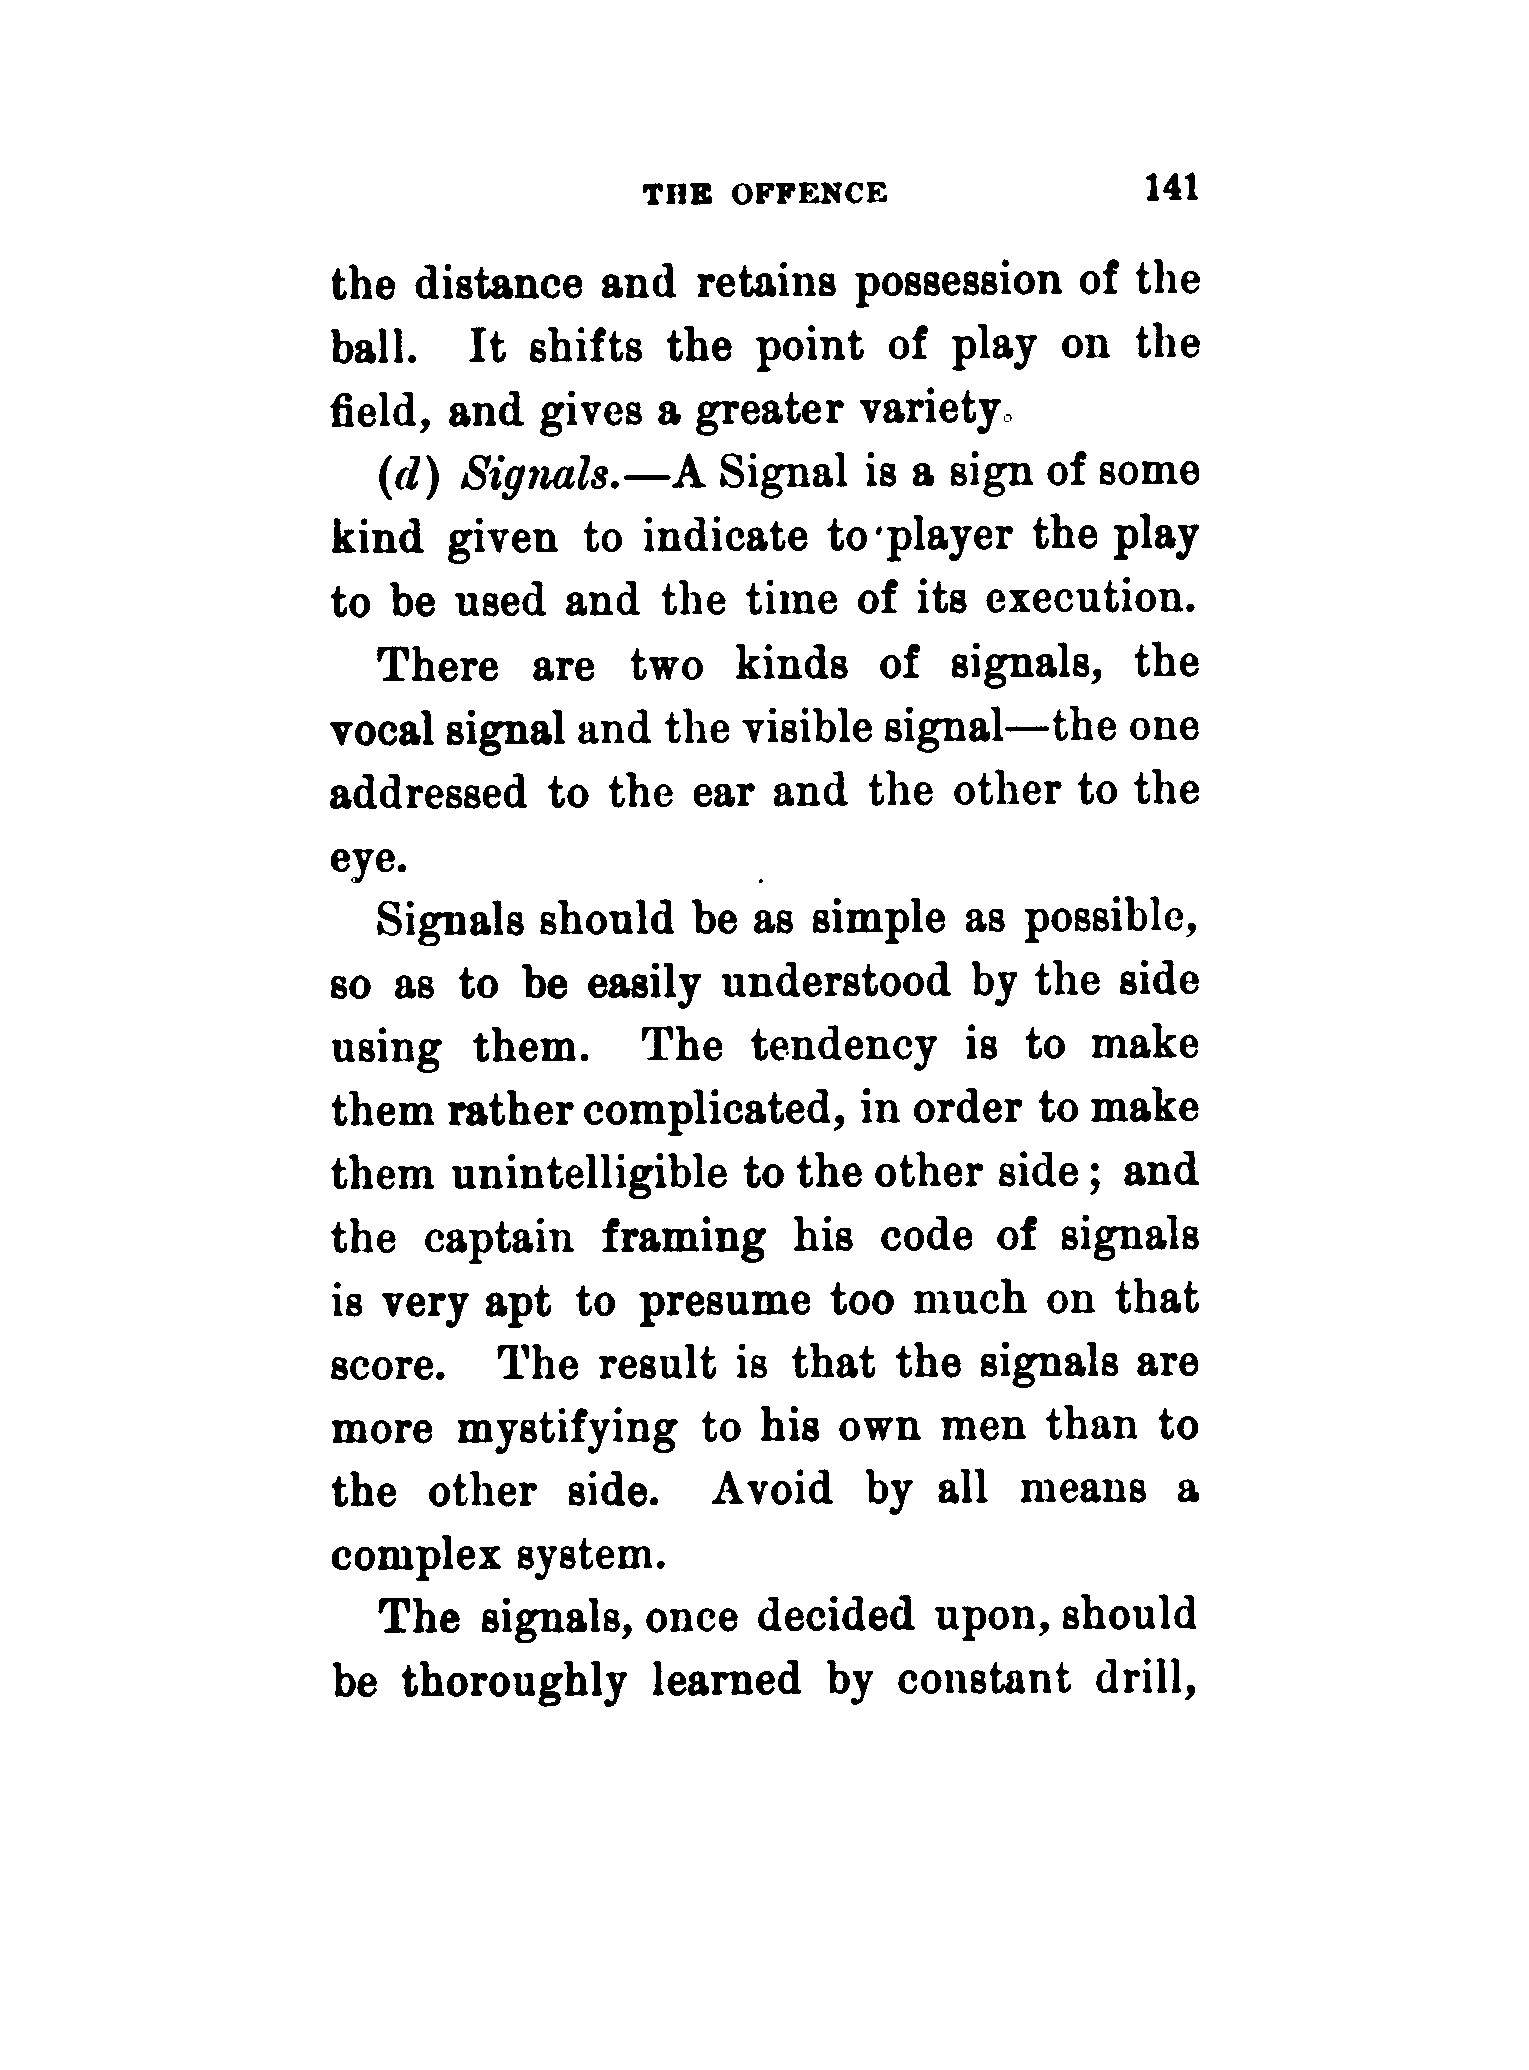 THE OFFENCE 141
the distance and retains possession of the
ball. It shifts the point of play on the
field, and gives a greater variety.
(d) Signals.—A Signal is a sign of some
kind given to indicate to player the play
to be used and the time of its execution.
There are two kinds of signals, the
vocal signal and the visible signal—the one
addressed to the ear and the other to the
eye.
Signals should be as simple as possible,
so as to be easily understood by the side
using them. The tendency is to make
them rather complicated, in order to make
them unintelligible to the other side; and
the captain framing his code of signals
is very apt to presume too much on that
score. The result is that the signals are
more mystifying to his own men than to
the other side. Avoid by all means a
complex system.
The signals, once decided upon, should
be thoroughly learned by constant drill,